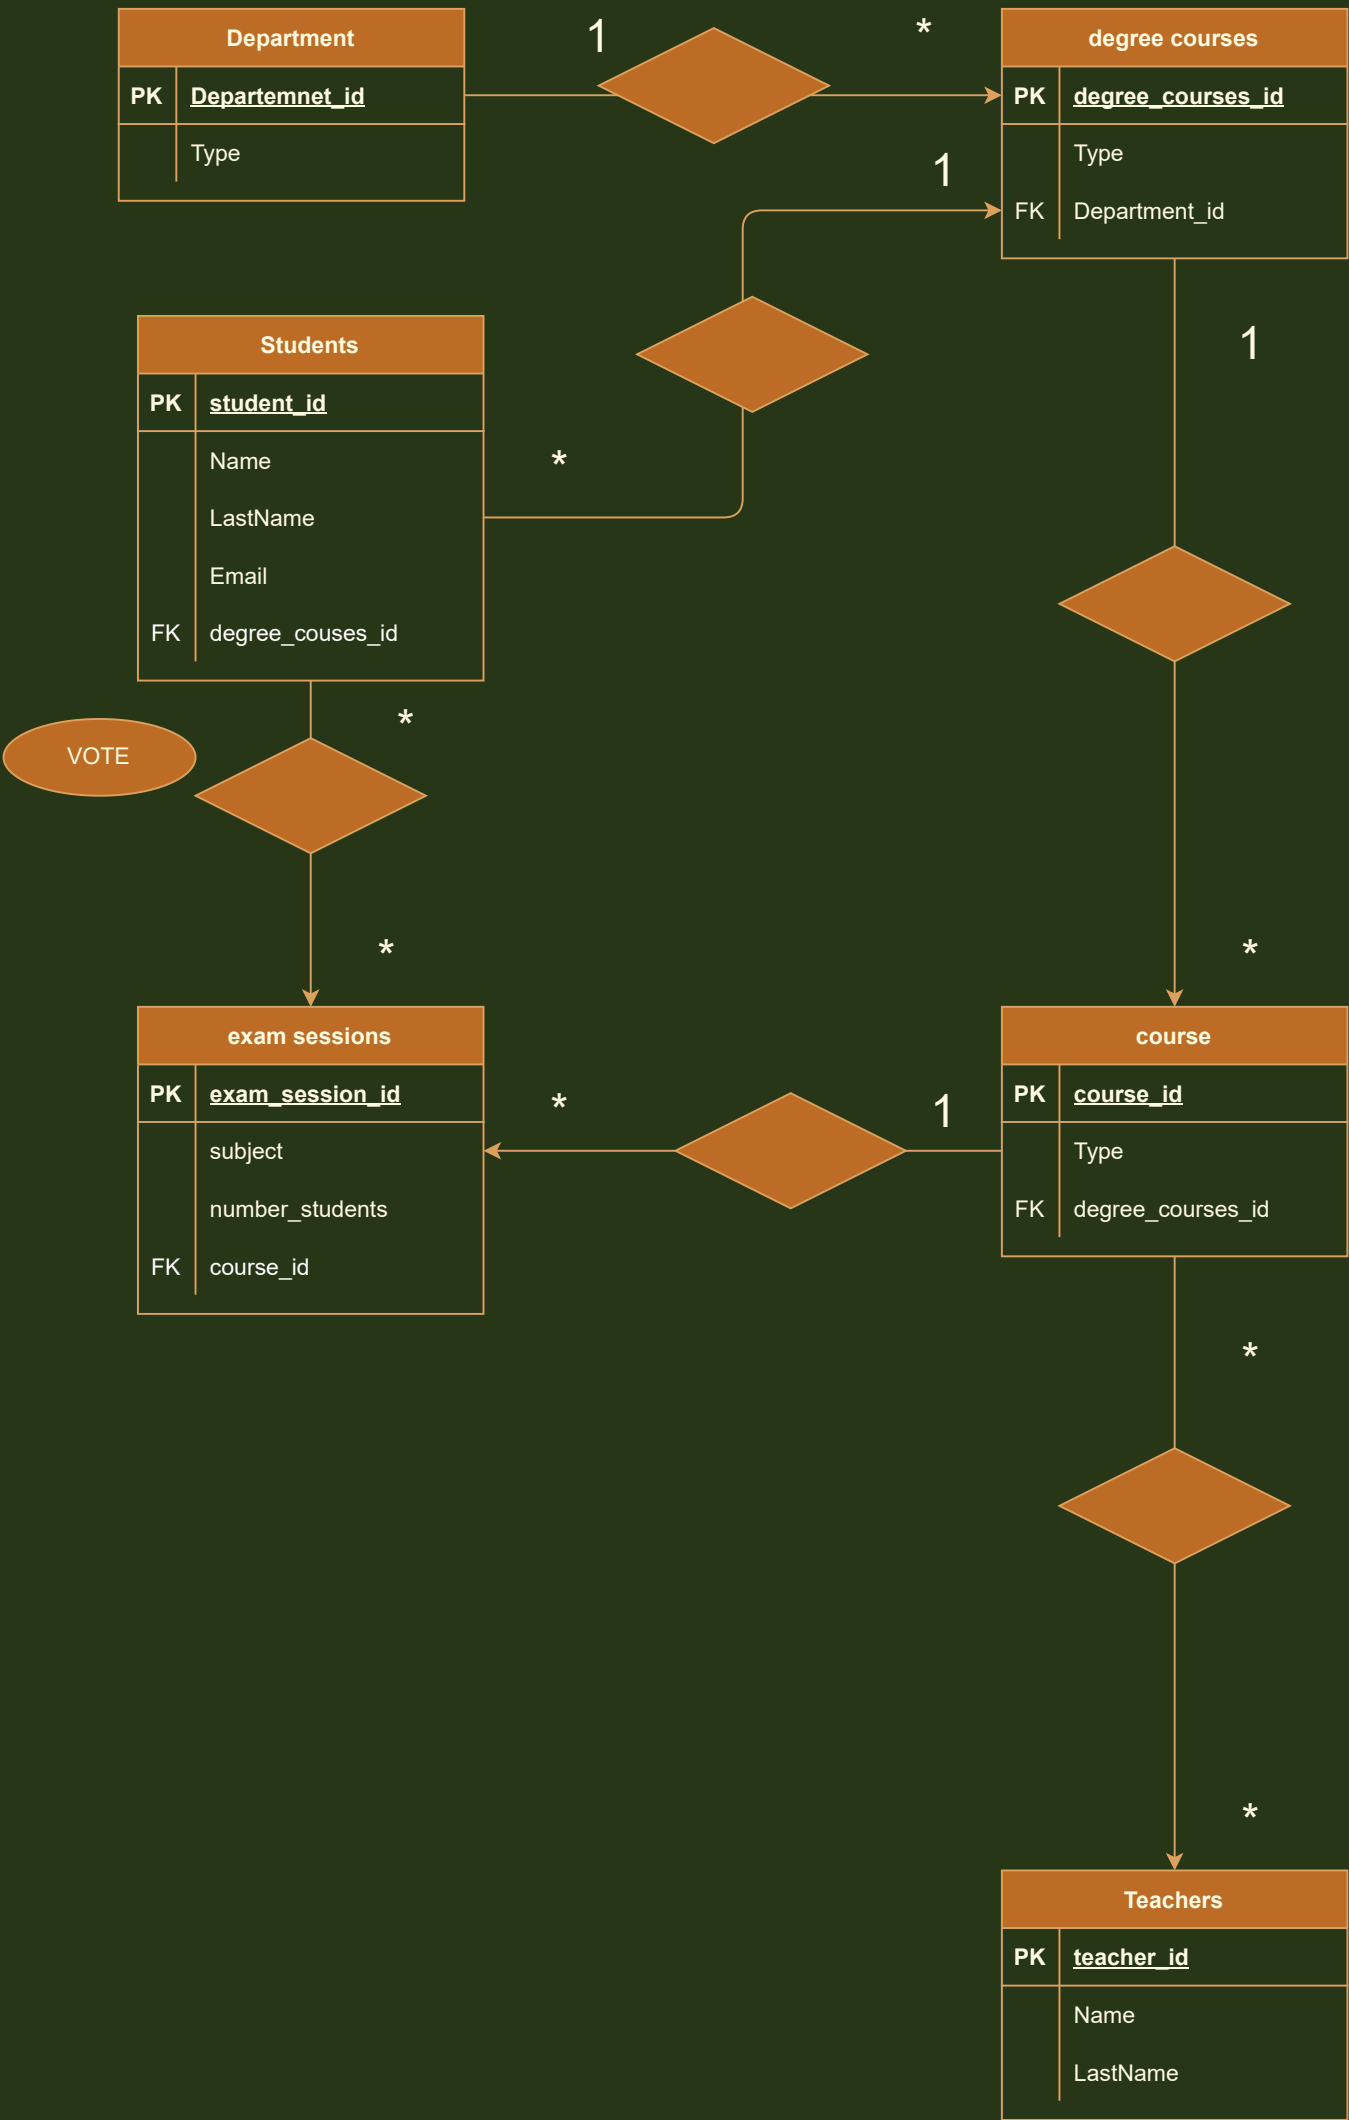 Department
PK Departemnet_id
Type
1
*
degree courses
PK degree_courses_id
Type
FK Department_id
1
Students
PK student_id
Name
LastName
Email
FK degree_couses_id
*
1
VOTE
*
*
*
exam sessions
PK exam_session_id
subject
number_students
FK course_id
*
1
course
PK course_id
Type
FK degree_courses_id
*
*
Teachers
PK teacher_id
Name
LastName